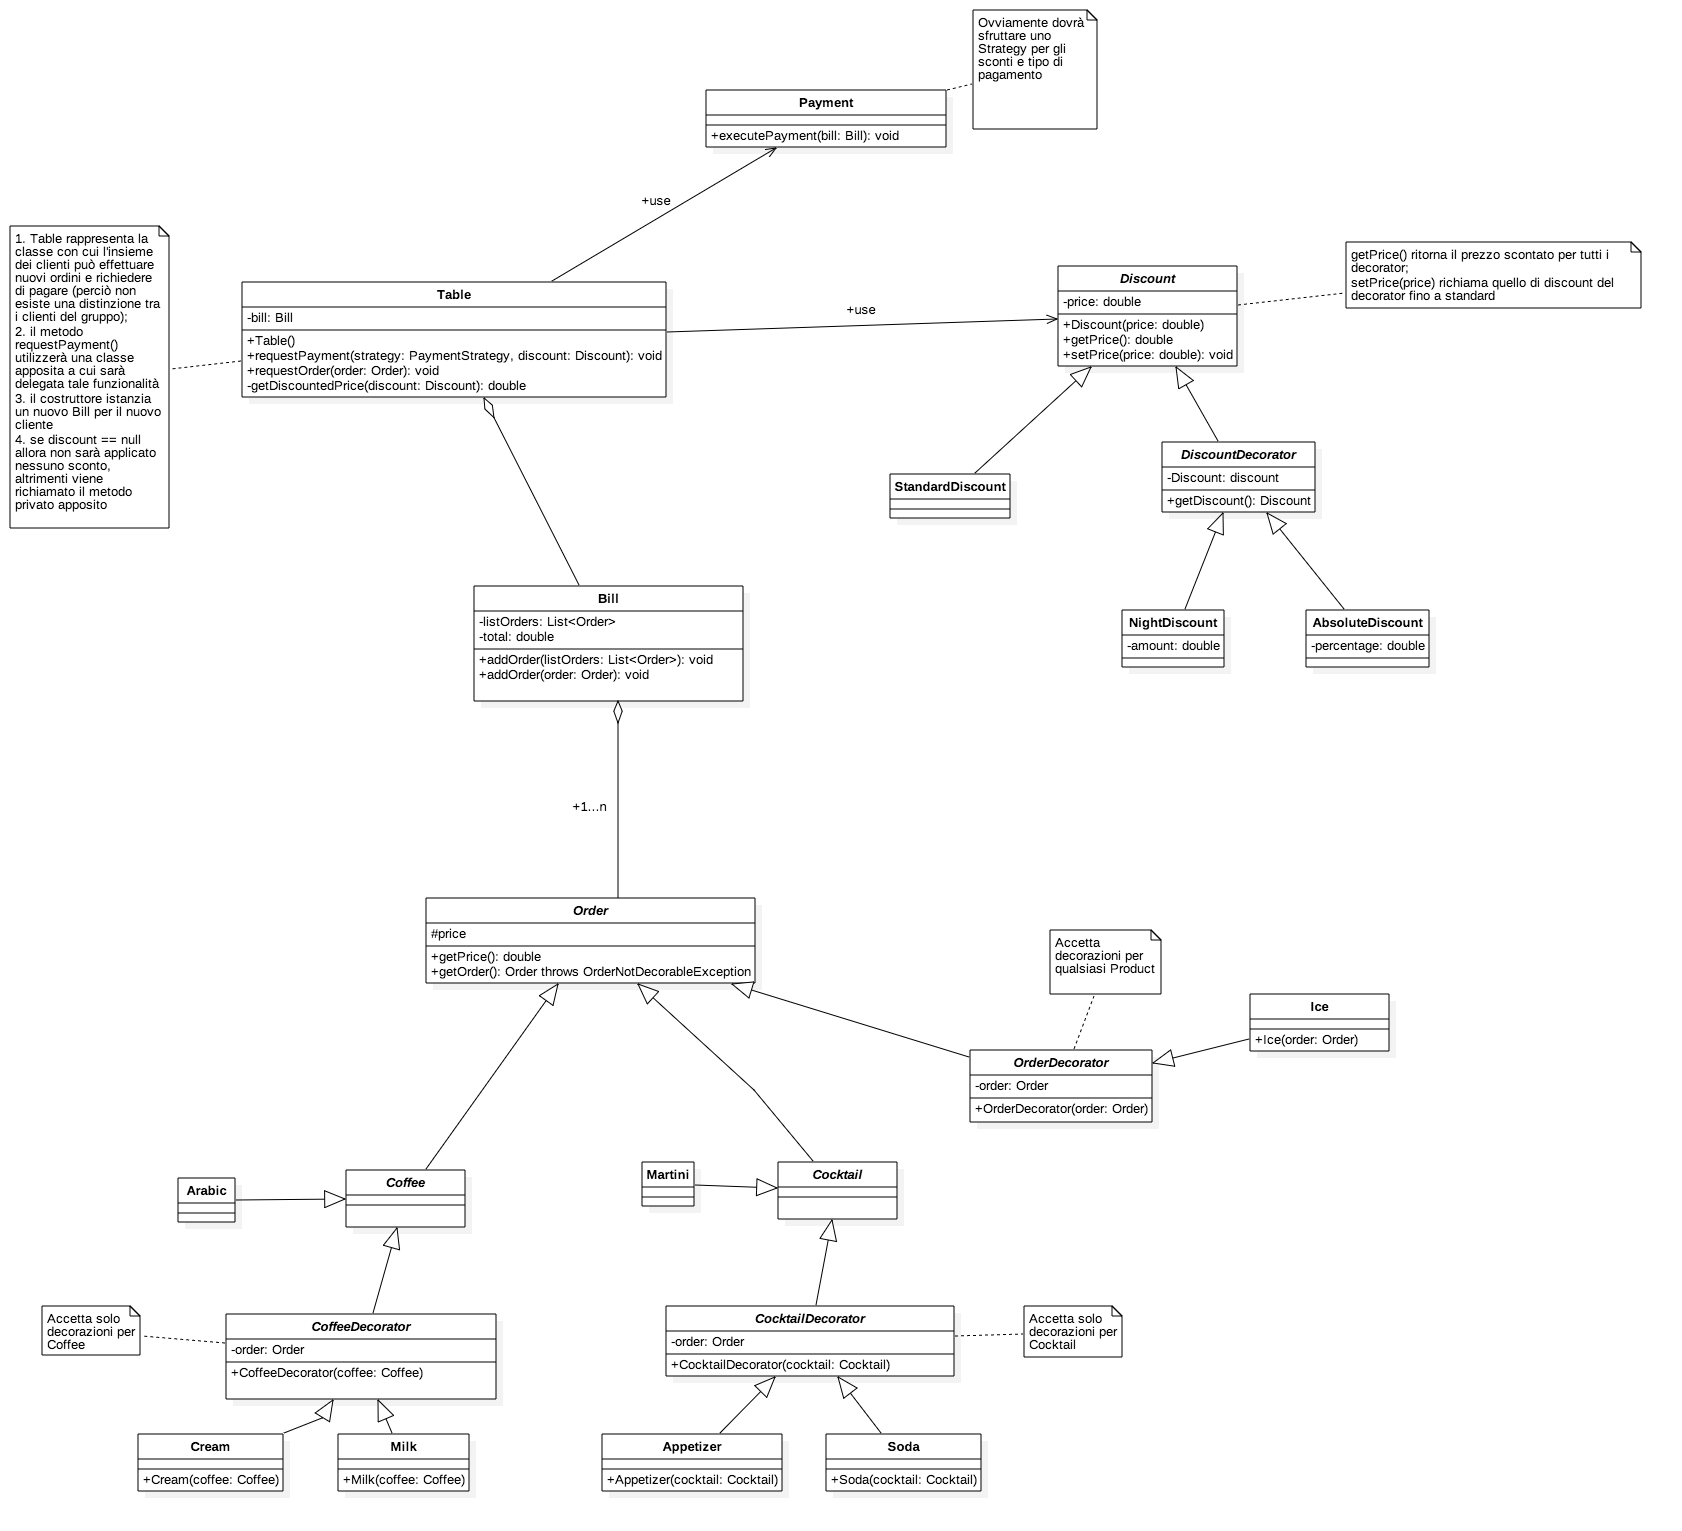 Ovviamente dovrà
sfruttare uno
Strategy per gli
sconti e tipo di
pagamento
Payment
+executePayment(bill: Bill): void
+use
1. Table rappresenta la
classe con cui l'insieme
dei clienti può effettuare
nuovi ordini e richiedere
di pagare (perciò non
esiste una distinzione tra
i clienti del gruppo);
2. il metodo
requestPayment()
utilizzerà una classe
apposita a cui sarà
delegata tale funzionalità
3. il costruttore istanzia
un nuovo Bill per il nuovo
cliente
4. se discount == null
allora non sarà applicato
nessuno sconto,
altrimenti viene
richiamato il metodo
privato apposito
Table
-bill: Bill
+Table()
+requestPayment(strategy: PaymentStrategy, discount: Discount): void
+requestOrder(order: Order): void
-getDiscountedPrice(discount: Discount): double
+use
Discount
-price: double
+Discount(price: double)
+getPrice(): double
+setPrice(price: double): void
getPrice() ritorna il prezzo scontato per tutti i
decorator;
setPrice(price) richiama quello di discount del
decorator fino a standard
StandardDiscount
DiscountDecorator
-Discount: discount
+getDiscount(): Discount
NightDiscount
-amount: double
AbsoluteDiscount
-percentage: double
Bill
-listOrders: List<Order>
-total: double
+addOrder(listOrders: List<Order>): void
+addOrder(order: Order): void
+1...n
Order
#price
+getPrice(): double
+getOrder(): Order throws OrderNotDecorableException
Accetta
decorazioni per
qualsiasi Product
Ice
+Ice(order: Order)
OrderDecorator
-order: Order
+OrderDecorator(order: Order)
Arabic
Coffee
Martini
Cocktail
Accetta solo
decorazioni per
Coffee
CoffeeDecorator
-order: Order
+CoffeeDecorator(coffee: Coffee)
CocktailDecorator
-order: Order
+CocktailDecorator(cocktail: Cocktail)
Accetta solo
decorazioni per
Cocktail
Cream
+Cream(coffee: Coffee)
Milk
+Milk(coffee: Coffee)
Appetizer
+Appetizer(cocktail: Cocktail)
Soda
+Soda(cocktail: Cocktail)